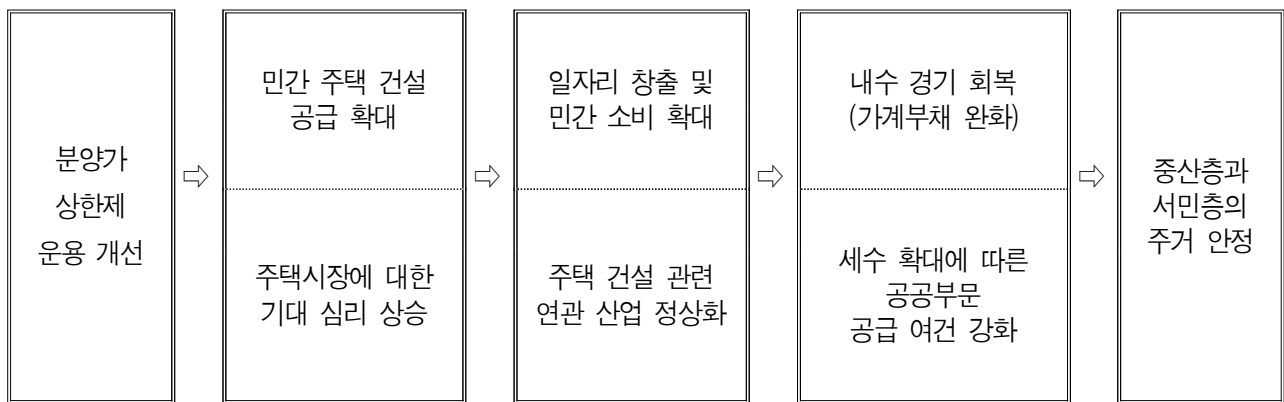 분양가
상한제
운용 개선
⇨
민간 주택 건설
공급 확대
주택시장에 대한
기대 심리 상승
⇨
일자리 창출 및
민간 소비 확대
주택 건설 관련
연관 산업 정상화
⇨
내수 경기 회복
(가계부채 완화)
세수 확대에 따른
공공부문
공급 여건 강화
⇨
중산층과
서민층의
주거 안정